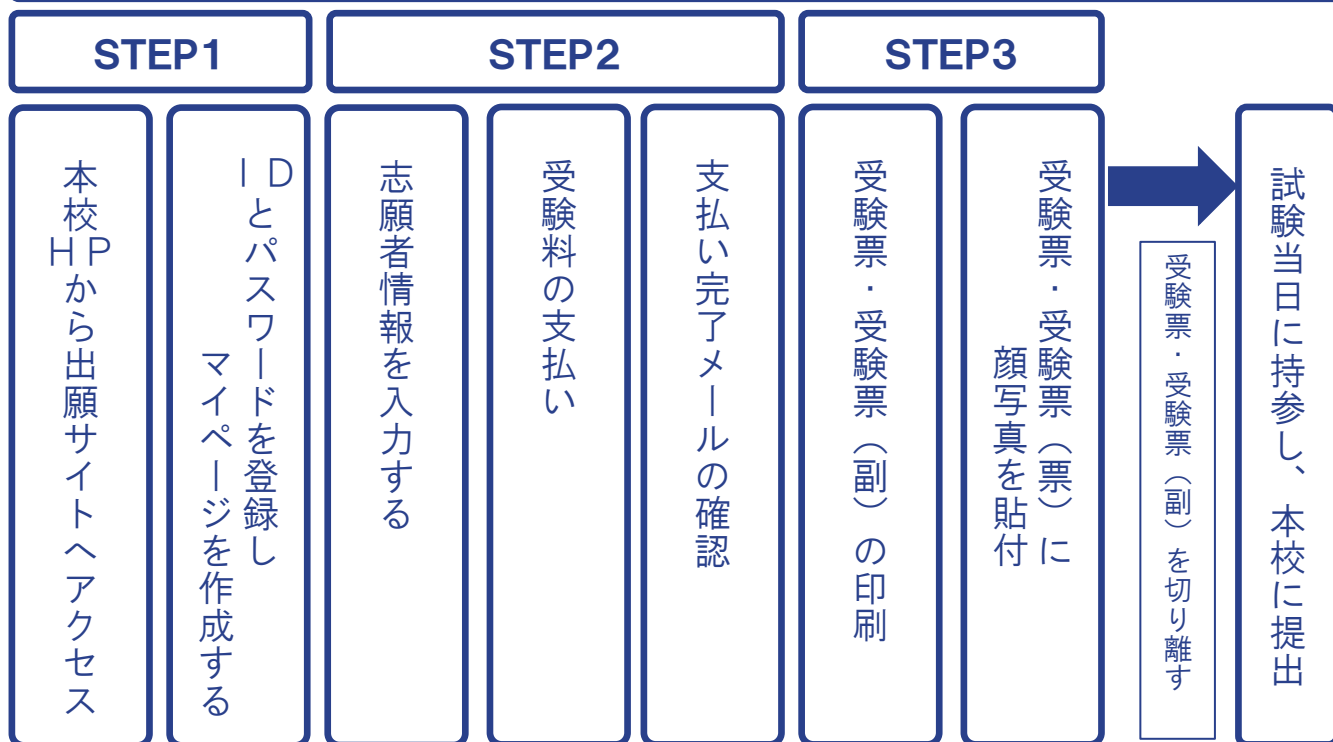 STEP1
STEP2
STEP3
本校HPから出願サイトへアクセス
IDとパスワードを登録し
マイページを作成する
志願者情報を入力する
受験料の支払い
支払い完了メールの確認
受験票・受験票（副）の印刷
受験票・受験票（票）に
顔写真を貼付
受験票・受験票（副）を切り離す
試験当日に持参し、本校に提出